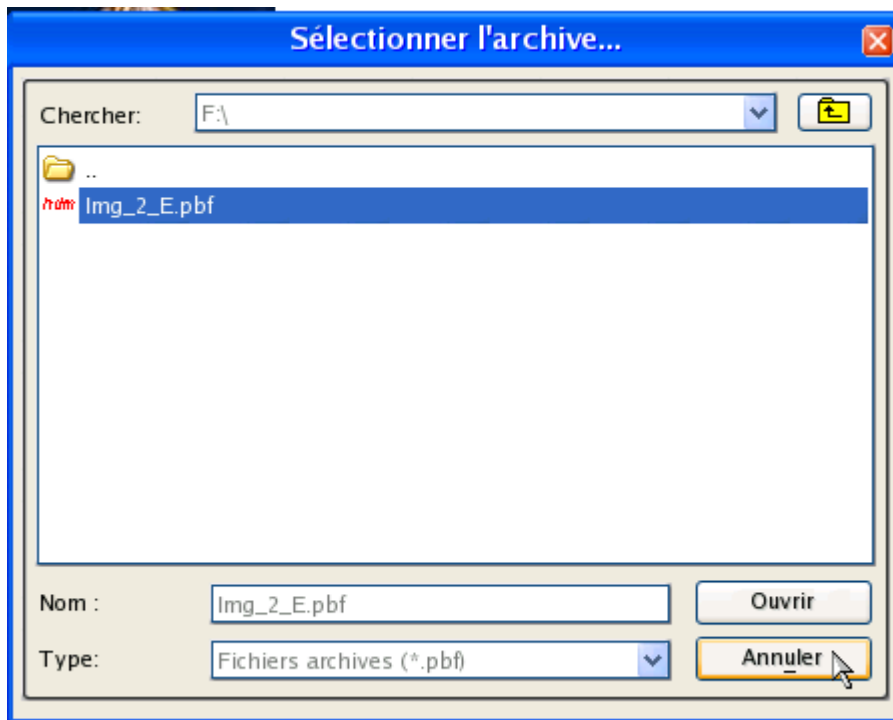 Sélectionner l'archive...
Chercher: F:\
..
Img_2_E.pbf
Nom : Img_2_E.pbf Ouvrir
Type: Fichiers archives (*.pbf) Annuler